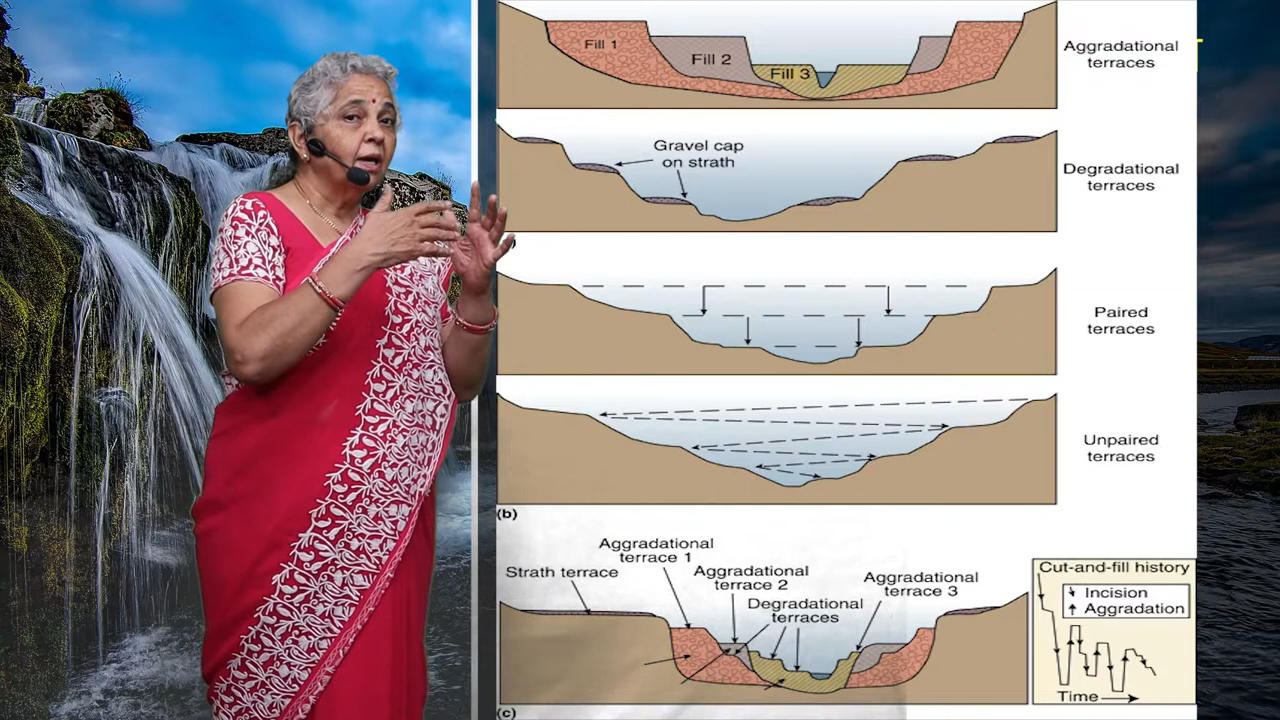 Fill 1
Fill 2
Fill 3
Aggradational
terraces
Gravel cap
on strath
Degradational
terraces
Paired
terraces
Unpaired
terraces
(b)
Aggradational
terrace 1
Strath terrace
Aggradational
terrace 2
Degradational
terraces
Aggradational
terrace 3
Cut-and-fill history
Incision
Aggradation
Time
(c)